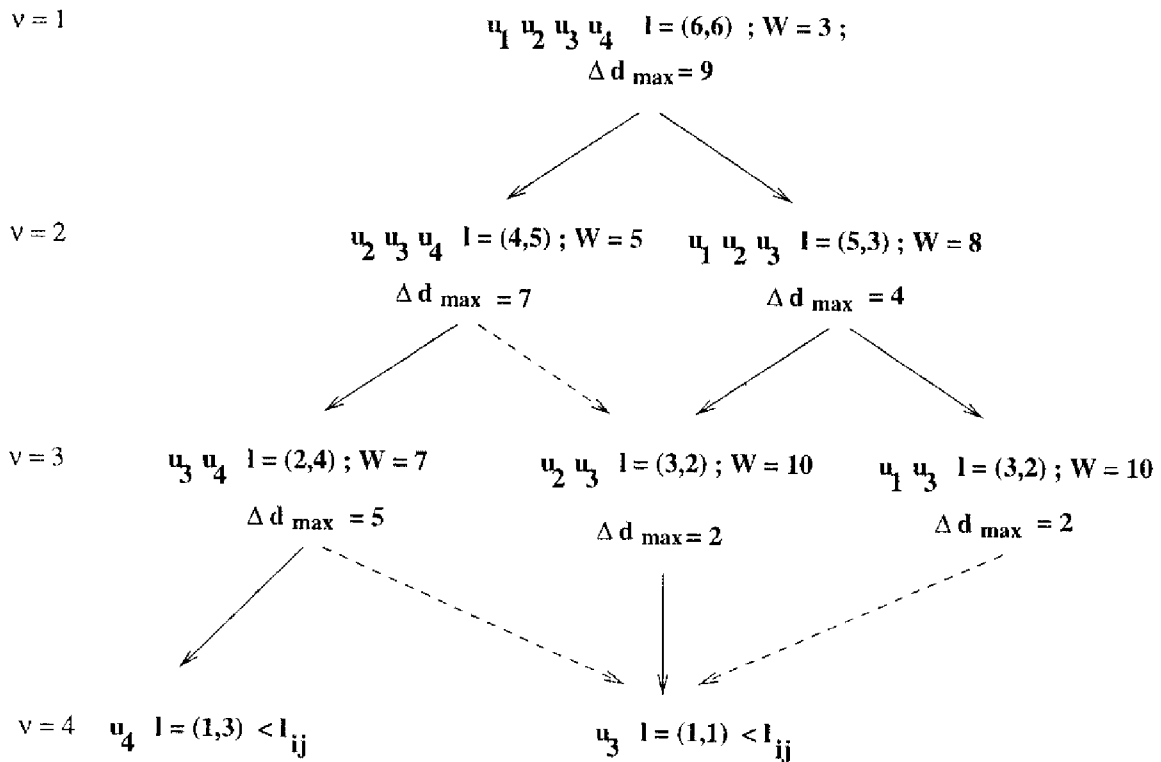 ν = 1
u1 u2 u3 u4 l = (6,6) ; W = 3 ;
Δ d max = 9
ν = 2
u2 u3 u4 l = (4,5) ; W = 5
u1 u2 u3 l = (5,3) ; W = 8
Δ d max = 7
Δ d max = 4
ν = 3
u3 u4 l = (2,4) ; W = 7
u2 u3 l = (3,2) ; W = 10
u1 u3 l = (3,2) ; W = 10
Δ d max = 5
Δ d max = 2
Δ d max = 2
ν = 4
u4 l = (1,3) < l ij
u3 l = (1,1) < l ij